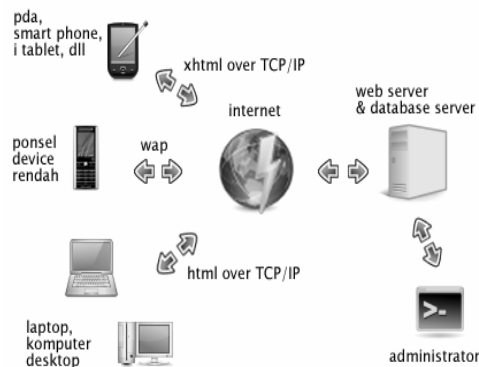 pda,
smart phone,
i tablet, dll
xhtml over TCP/IP
internet
web server
& database server
ponsel
device
rendah
wap
html over TCP/IP
laptop,
komputer
desktop
>-
administrator